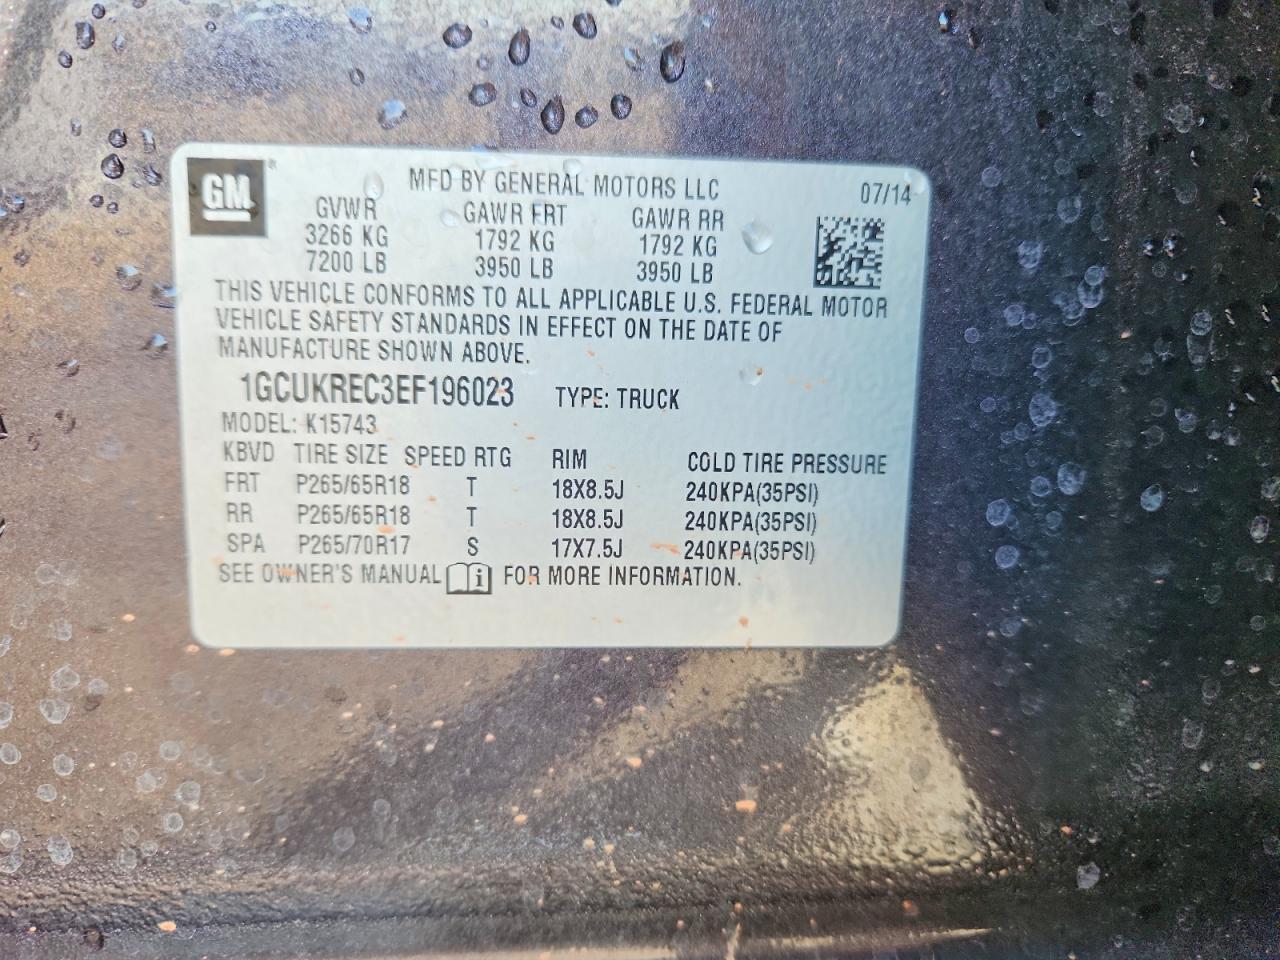 GM
MFD BY GENERAL MOTORS LLC 07/14
GVWR GAWR FRT GAWR RR
3266 KG 1792 KG 1792 KG
7200 LB 3950 LB 3950 LB
THIS VEHICLE CONFORMS TO ALL APPLICABLE U.S. FEDERAL MOTOR
VEHICLE SAFETY STANDARDS IN EFFECT ON THE DATE OF
MANUFACTURE SHOWN ABOVE.
1GCUKREC3EF196023 TYPE: TRUCK
MODEL: K15743
KBVD TIRE SIZE SPEED RTG RIM COLD TIRE PRESSURE
FRT P265/65R18 T 18X8.5J 240KPA(35PSI)
RR P265/65R18 T 18X8.5J 240KPA(35PSI)
SPA P265/70R17 S 17X7.5J 240KPA(35PSI)
SEE OWNER'S MANUAL FOR MORE INFORMATION.